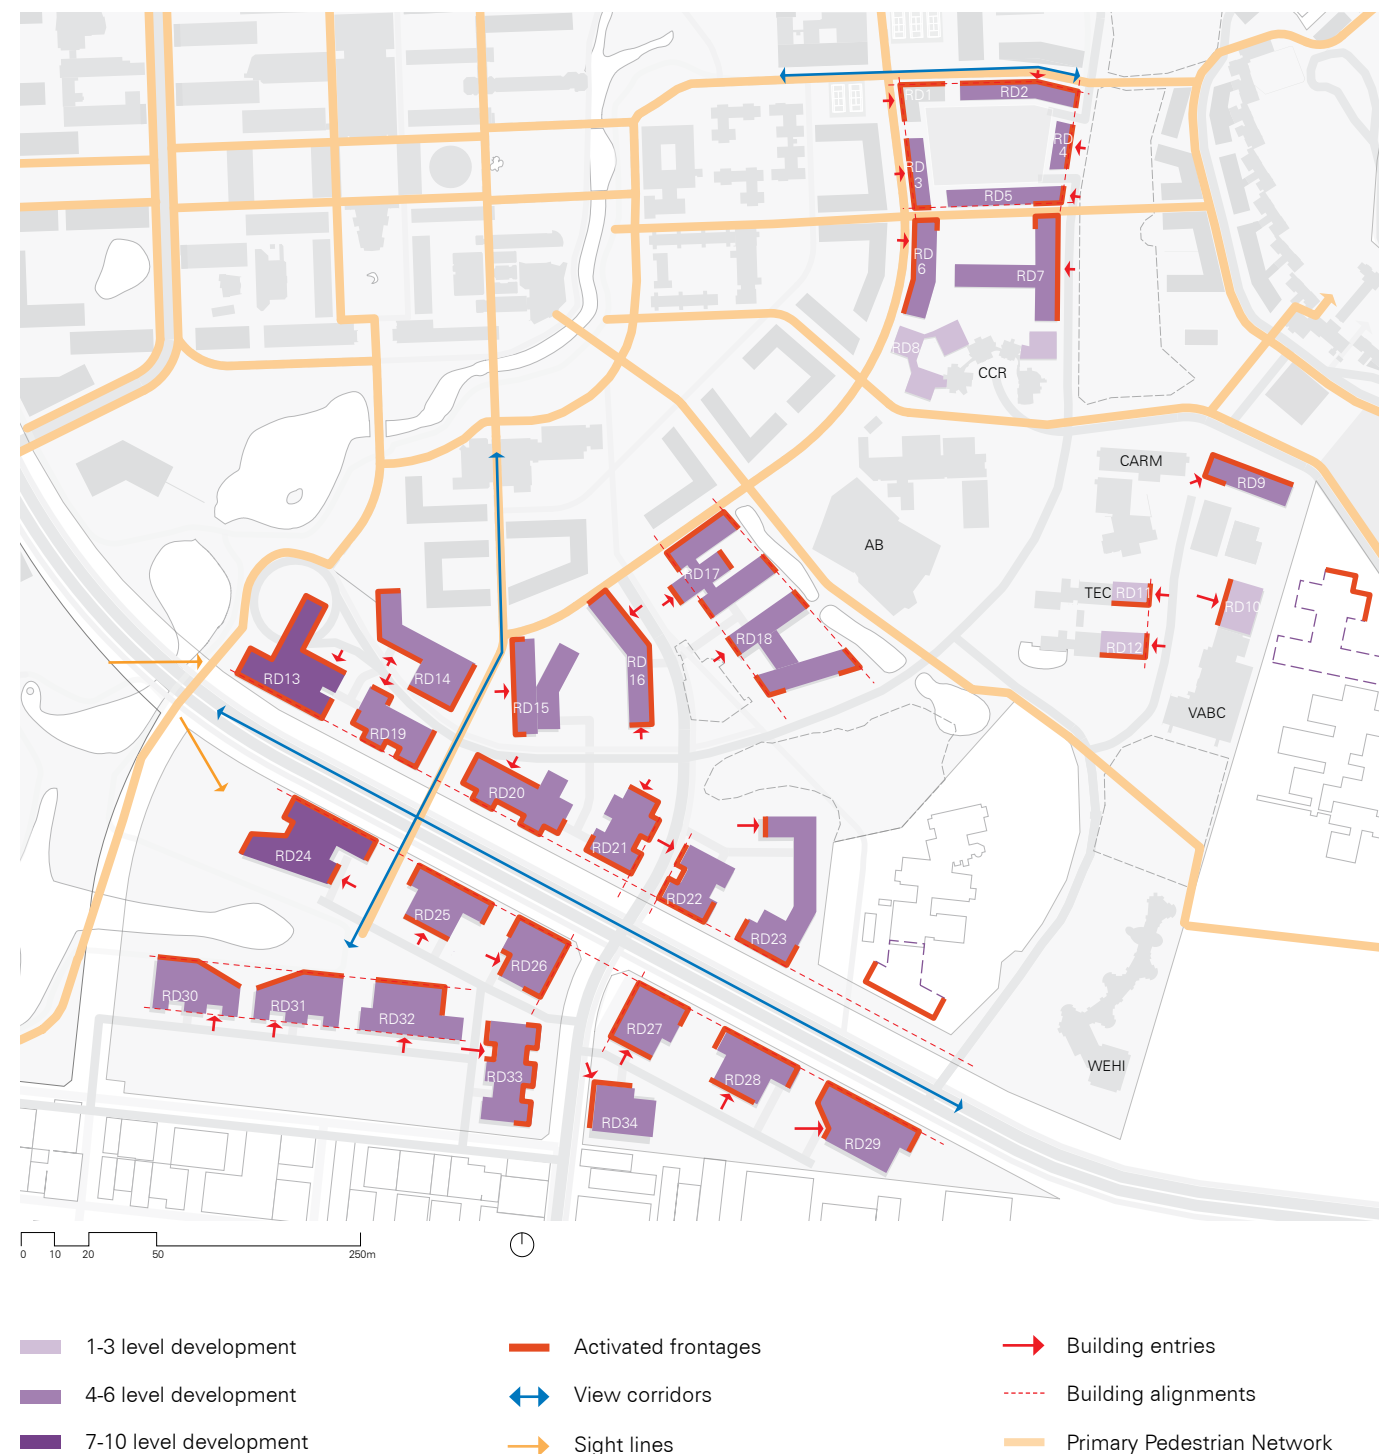 RD1
RD2
RD
4
RD
3
RD5
RD
6
RD7
RD8
CCR
CARM
RD9
AB
RD17
TEC
RD11
RD10
RD18
RD12
RD
16
RD13
RD14
RD15
VABC
RD19
RD20
RD21
RD24
RD22
RD25
RD23
RD26
RD30
RD31
RD32
RD27
WEHI
RD33
RD28
RD34
RD29
0 10 20 50 250m
1-3 level development
4-6 level development
7-10 level development
Activated frontages
View corridors
Sight lines
Building entries
Building alignments
Primary Pedestrian Network